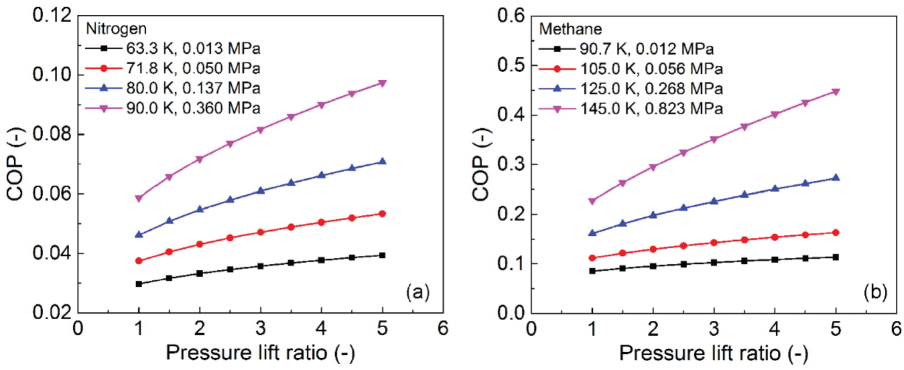 0.12
0.10
0.08
0.06
0.04
0.02
COP (-)
Nitrogen
63.3 K, 0.013 MPa
71.8 K, 0.050 MPa
80.0 K, 0.137 MPa
90.0 K, 0.360 MPa
(a)
0 1 2 3 4 5 6
Pressure lift ratio (-)
0.6
0.5
0.4
0.3
0.2
0.1
0.0
COP (-)
Methane
90.7 K, 0.012 MPa
105.0 K, 0.056 MPa
125.0 K, 0.268 MPa
145.0 K, 0.823 MPa
(b)
0 1 2 3 4 5 6
Pressure lift ratio (-)